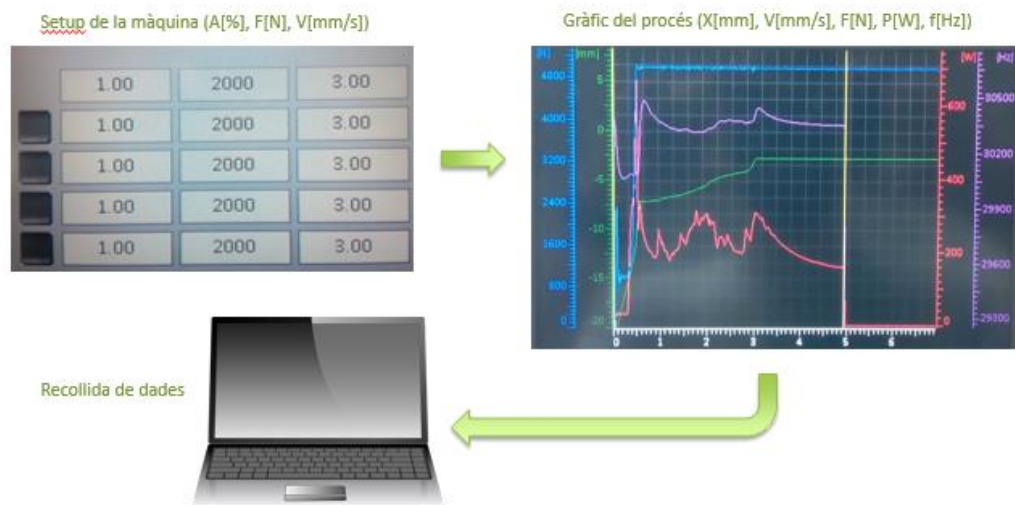 Setup de la màquina (A[%], F[N], V[mm/s])
Gràfic del procés (X[mm], V[mm/s], F[N], P[W], f[Hz])
1.00 2000 3.00
1.00 2000 3.00
1.00 2000 3.00
1.00 2000 3.00
1.00 2000 3.00
[N] [mm] [W] [Hz]
4800 5 600 30500
4000 0 30200
3200 -5 400
2400 -10 29900
1600 200 29600
800 -15
0 -20 0 29300
0 1 2 3 4 5 6
Recollida de dades